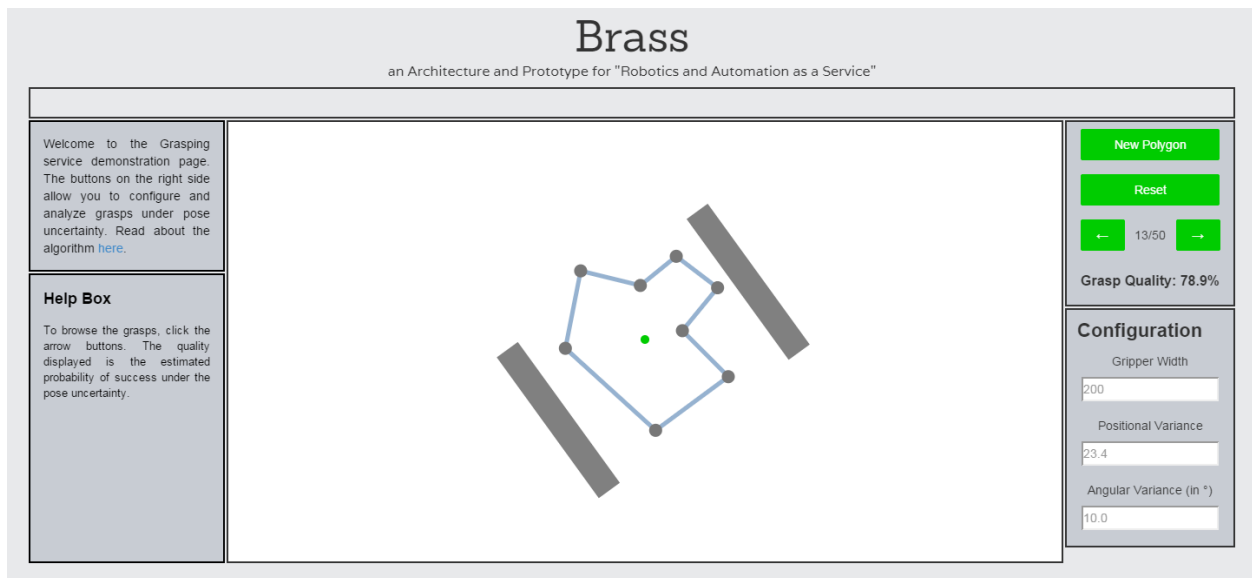 Brass
an Architecture and Prototype for "Robotics and Automation as a Service"
Welcome to the Grasping
service demonstration page.
The buttons on the right side
allow you to configure and
analyze grasps under pose
uncertainty. Read about the
algorithm here.
Help Box
To browse the grasps, click the
arrow buttons. The quality
displayed is the estimated
probability of success under the
pose uncertainty.
New Polygon
Reset
← 13/50 →
Grasp Quality: 78.9%
Configuration
Gripper Width
200
Positional Variance
23.4
Angular Variance (in °)
10.0